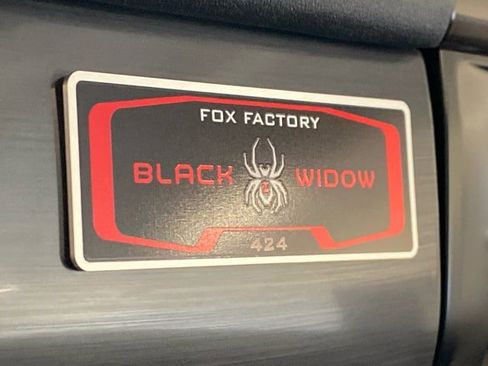 FOX FACTORY
BLACK WIDOW
424